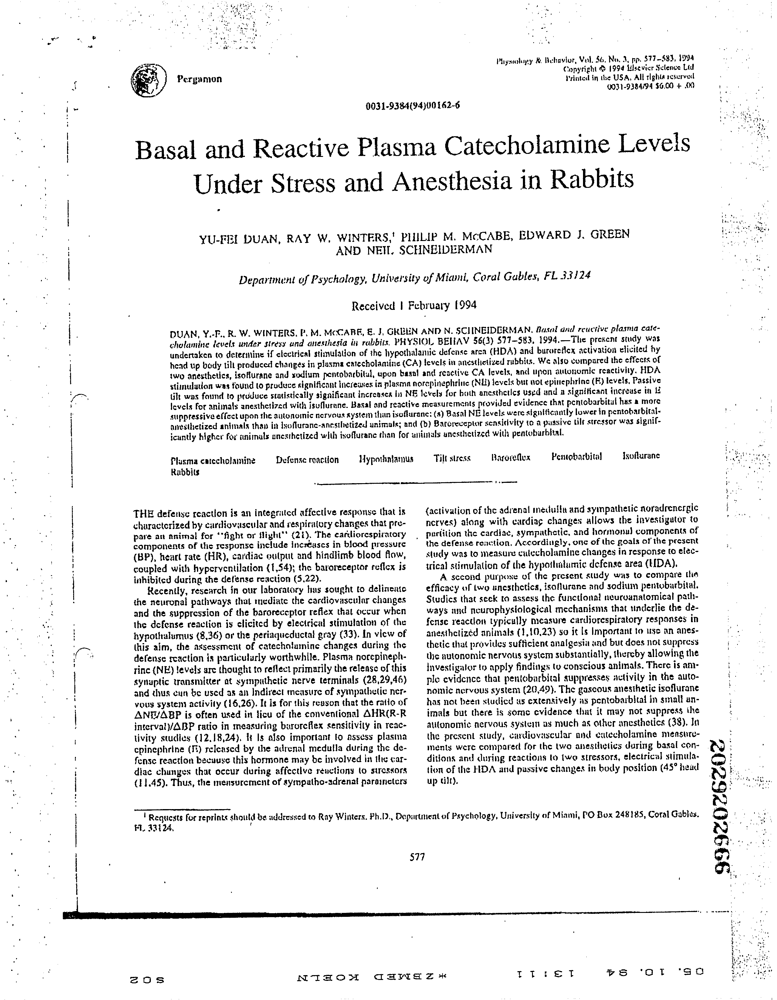 Physiology & Behavior, Vol. 56, No. 3, pp. 577–583, 1994
Copyright © 1994 Elsevier Science Ltd
Printed in the USA. All rights reserved
0031-9384/94 $6.00 + .00
Pergamon
0031-9384(94)00162-6
Basal and Reactive Plasma Catecholamine Levels
Under Stress and Anesthesia in Rabbits
YU-FEI DUAN, RAY W. WINTERS,¹ PHILIP M. McCABE, EDWARD J. GREEN
AND NEIL SCHNEIDERMAN
Department of Psychology, University of Miami, Coral Gables, FL 33124
Received 1 February 1994
DUAN, Y.-F., R. W. WINTERS, P. M. McCABE, E. J. GREEN AND N. SCHNEIDERMAN. Basal and reactive plasma cate-
cholamine levels under stress and anesthesia in rabbits. PHYSIOL BEHAV 56(3) 577–583, 1994.—The present study was
undertaken to determine if electrical stimulation of the hypothalamic defense area (HDA) and baroreflex activation elicited by
head up body tilt produced changes in plasma catecholamine (CA) levels in anesthetized rabbits. We also compared the effects of
two anesthetics, isoflurane and sodium pentobarbital, upon basal and reactive CA levels, and upon autonomic reactivity. HDA
stimulation was found to produce significant increases in plasma norepinephrine (NE) levels but not epinephrine (E) levels. Passive
tilt was found to produce statistically significant increases in NE levels for both anesthetics used and a significant increase in E
levels for animals anesthetized with isoflurane. Basal and reactive measurements provided evidence that pentobarbital has a more
suppressive effect upon the autonomic nervous system than isoflurane: (a) Basal NE levels were significantly lower in pentobarbital-
anesthetized animals than in isoflurane-anesthetized animals; and (b) Baroreceptor sensitivity to a passive tilt stressor was signif-
icantly higher for animals anesthetized with isoflurane than for animals anesthetized with pentobarbital.
Plasma catecholamine Defense reaction Hypothalamus Tilt stress Baroreflex Pentobarbital Isoflurane
Rabbits
THE defense reaction is an integrated affective response that is
characterized by cardiovascular and respiratory changes that pre-
pare an animal for "fight or flight" (21). The cardiorespiratory
components of the response include increases in blood pressure
(BP), heart rate (HR), cardiac output and hindlimb blood flow,
coupled with hyperventilation (1,54); the baroreceptor reflex is
inhibited during the defense reaction (5,22).
Recently, research in our laboratory has sought to delineate
the neuronal pathways that mediate the cardiovascular changes
and the suppression of the baroreceptor reflex that occur when
the defense reaction is elicited by electrical stimulation of the
hypothalamus (8,36) or the periaqueductal gray (33). In view of
this aim, the assessment of catecholamine changes during the
defense reaction is particularly worthwhile. Plasma norepineph-
rine (NE) levels are thought to reflect primarily the release of this
synaptic transmitter at sympathetic nerve terminals (28,29,46)
and thus can be used as an indirect measure of sympathetic ner-
vous system activity (16,26). It is for this reason that the ratio of
ΔNE/ΔBP is often used in lieu of the conventional ΔHR(R-R
interval)/ΔBP ratio in measuring baroreflex sensitivity in reac-
tivity studies (12,18,24). It is also important to assess plasma
epinephrine (E) released by the adrenal medulla during the de-
fense reaction because this hormone may be involved in the car-
diac changes that occur during affective reactions to stressors
(11,45). Thus, the measurement of sympatho-adrenal parameters
(activation of the adrenal medulla and sympathetic noradrenergic
nerves) along with cardiac changes allows the investigator to
partition the cardiac, sympathetic, and hormonal components of
the defense reaction. Accordingly, one of the goals of the present
study was to measure catecholamine changes in response to elec-
trical stimulation of the hypothalamic defense area (HDA).
A second purpose of the present study was to compare the
efficacy of two anesthetics, isoflurane and sodium pentobarbital.
Studies that seek to assess the functional neuroanatomical path-
ways and neurophysiological mechanisms that underlie the de-
fense reaction typically measure cardiorespiratory responses in
anesthetized animals (1,10,23) so it is important to use an anes-
thetic that provides sufficient analgesia and but does not suppress
the autonomic nervous system substantially, thereby allowing the
investigator to apply findings to conscious animals. There is am-
ple evidence that pentobarbital suppresses activity in the auto-
nomic nervous system (20,49). The gaseous anesthetic isoflurane
has not been studied as extensively as pentobarbital in small an-
imals but there is some evidence that it may not suppress the
autonomic nervous system as much as other anesthetics (38). In
the present study, cardiovascular and catecholamine measure-
ments were compared for the two anesthetics during basal con-
ditions and during reactions to two stressors, electrical stimula-
tion of the HDA and passive changes in body position (45° head
up tilt).
¹ Requests for reprints should be addressed to Ray Winters, Ph.D., Department of Psychology, University of Miami, PO Box 248185, Coral Gables,
FL 33124.
577
2029202666
05. 10. 94 13:11 *ZBMED KOELN S02